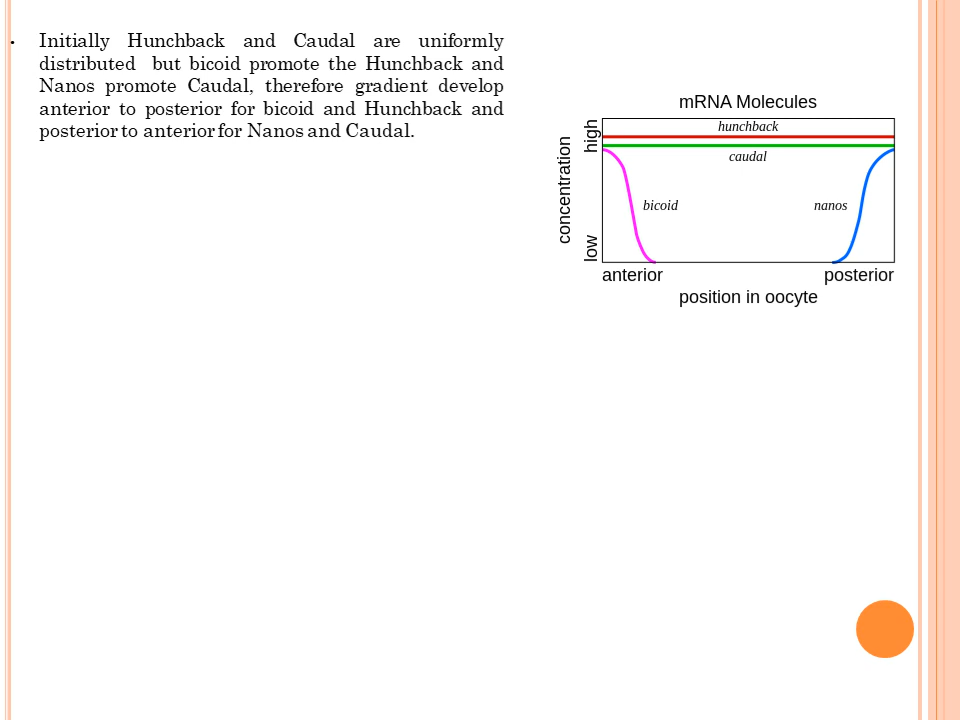 • Initially Hunchback and Caudal are uniformly
distributed but bicoid promote the Hunchback and
Nanos promote Caudal, therefore gradient develop
anterior to posterior for bicoid and Hunchback and
posterior to anterior for Nanos and Caudal.
mRNA Molecules
high
hunchback
caudal
concentration
bicoid
nanos
low
anterior
posterior
position in oocyte